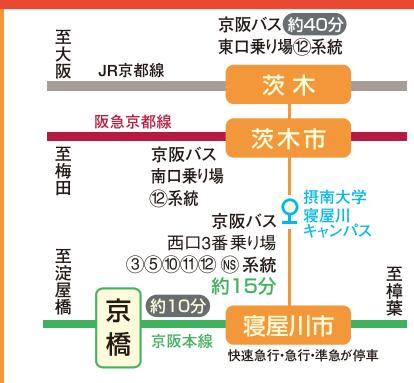 京阪バス 約40分
東口乗り場⑫系統
至大阪
JR京都線
茨木
阪急京都線
茨木市
至梅田
京阪バス
南口乗り場
⑫系統
摂南大学
寝屋川
キャンパス
京阪バス
西口3番乗り場
③⑤⑩⑪⑫ NS 系統
約15分
至淀屋橋
至樟葉
京橋
約10分
京阪本線
寝屋川市
快速急行・急行・準急が停車